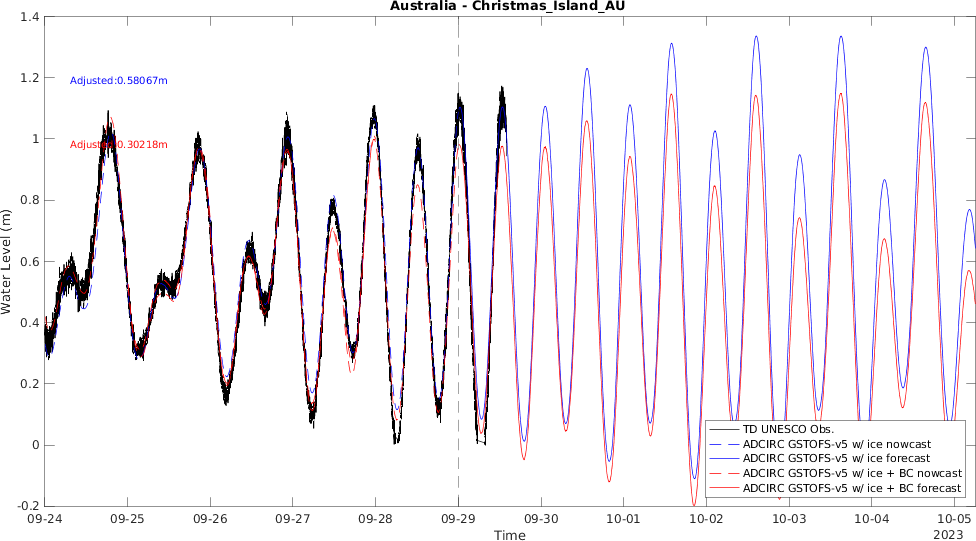 Australia - Christmas_Island_AU
1.4
1.2
1
0.8
0.6
0.4
0.2
0
-0.2
Water Level (m)
Adjusted:0.58067m
Adjusted:0.30218m
TD UNESCO Obs.
ADCIRC GSTOFS-v5 w/ ice nowcast
ADCIRC GSTOFS-v5 w/ ice forecast
ADCIRC GSTOFS-v5 w/ ice + BC nowcast
ADCIRC GSTOFS-v5 w/ ice + BC forecast
09-24 09-25 09-26 09-27 09-28 09-29 09-30 10-01 10-02 10-03 10-04 10-05
Time
2023